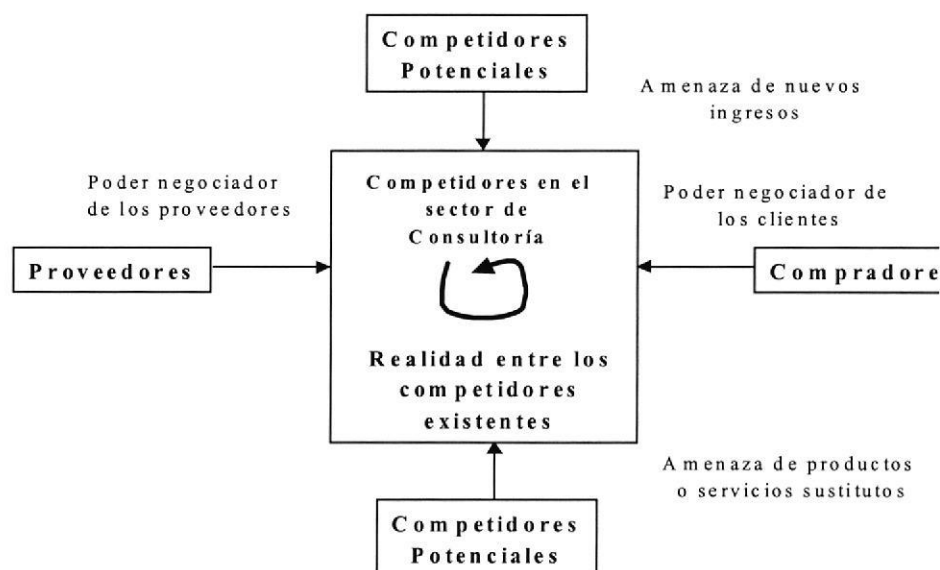 Competidores
Potenciales
Amenaza de nuevos
ingresos
Poder negociador
de los proveedores
Competidores en el
sector de
Consultoría
Poder negociador de
los clientes
Proveedores
Compradore
Realidad entre los
competidores
existentes
Amenaza de productos
o servicios sustitutos
Competidores
Potenciales